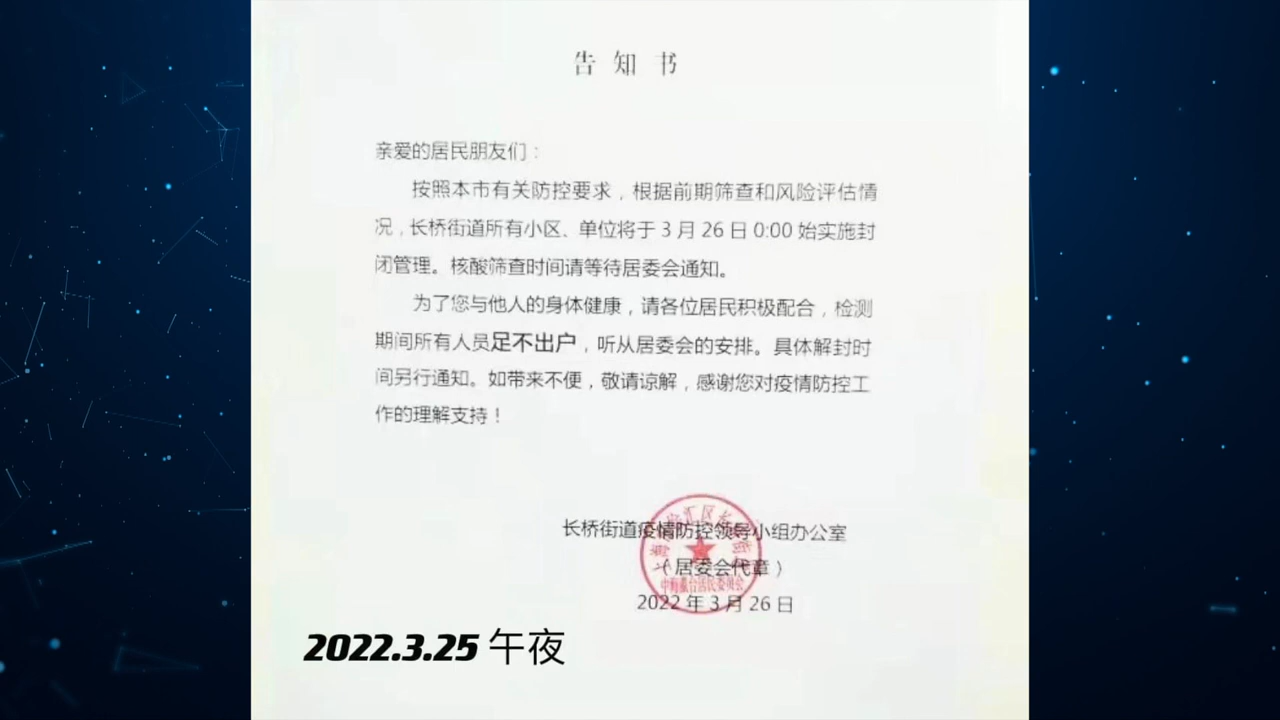 告知书
亲爱的居民朋友们：
按照本市有关防控要求，根据前期筛查和风险评估情
况，长桥街道所有小区、单位将于 3 月 26 日 0:00 始实施封
闭管理。核酸筛查时间请等待居委会通知。
为了您与他人的身体健康，请各位居民积极配合，检测
期间所有人员足不出户，听从居委会的安排。具体解封时
间另行通知。如带来不便，敬请谅解，感谢您对疫情防控工
作的理解支持！
长桥街道疫情防控领导小组办公室
（居委会代章）
居民委员会
2022 年 3 月 26 日
2022.3.25 午夜